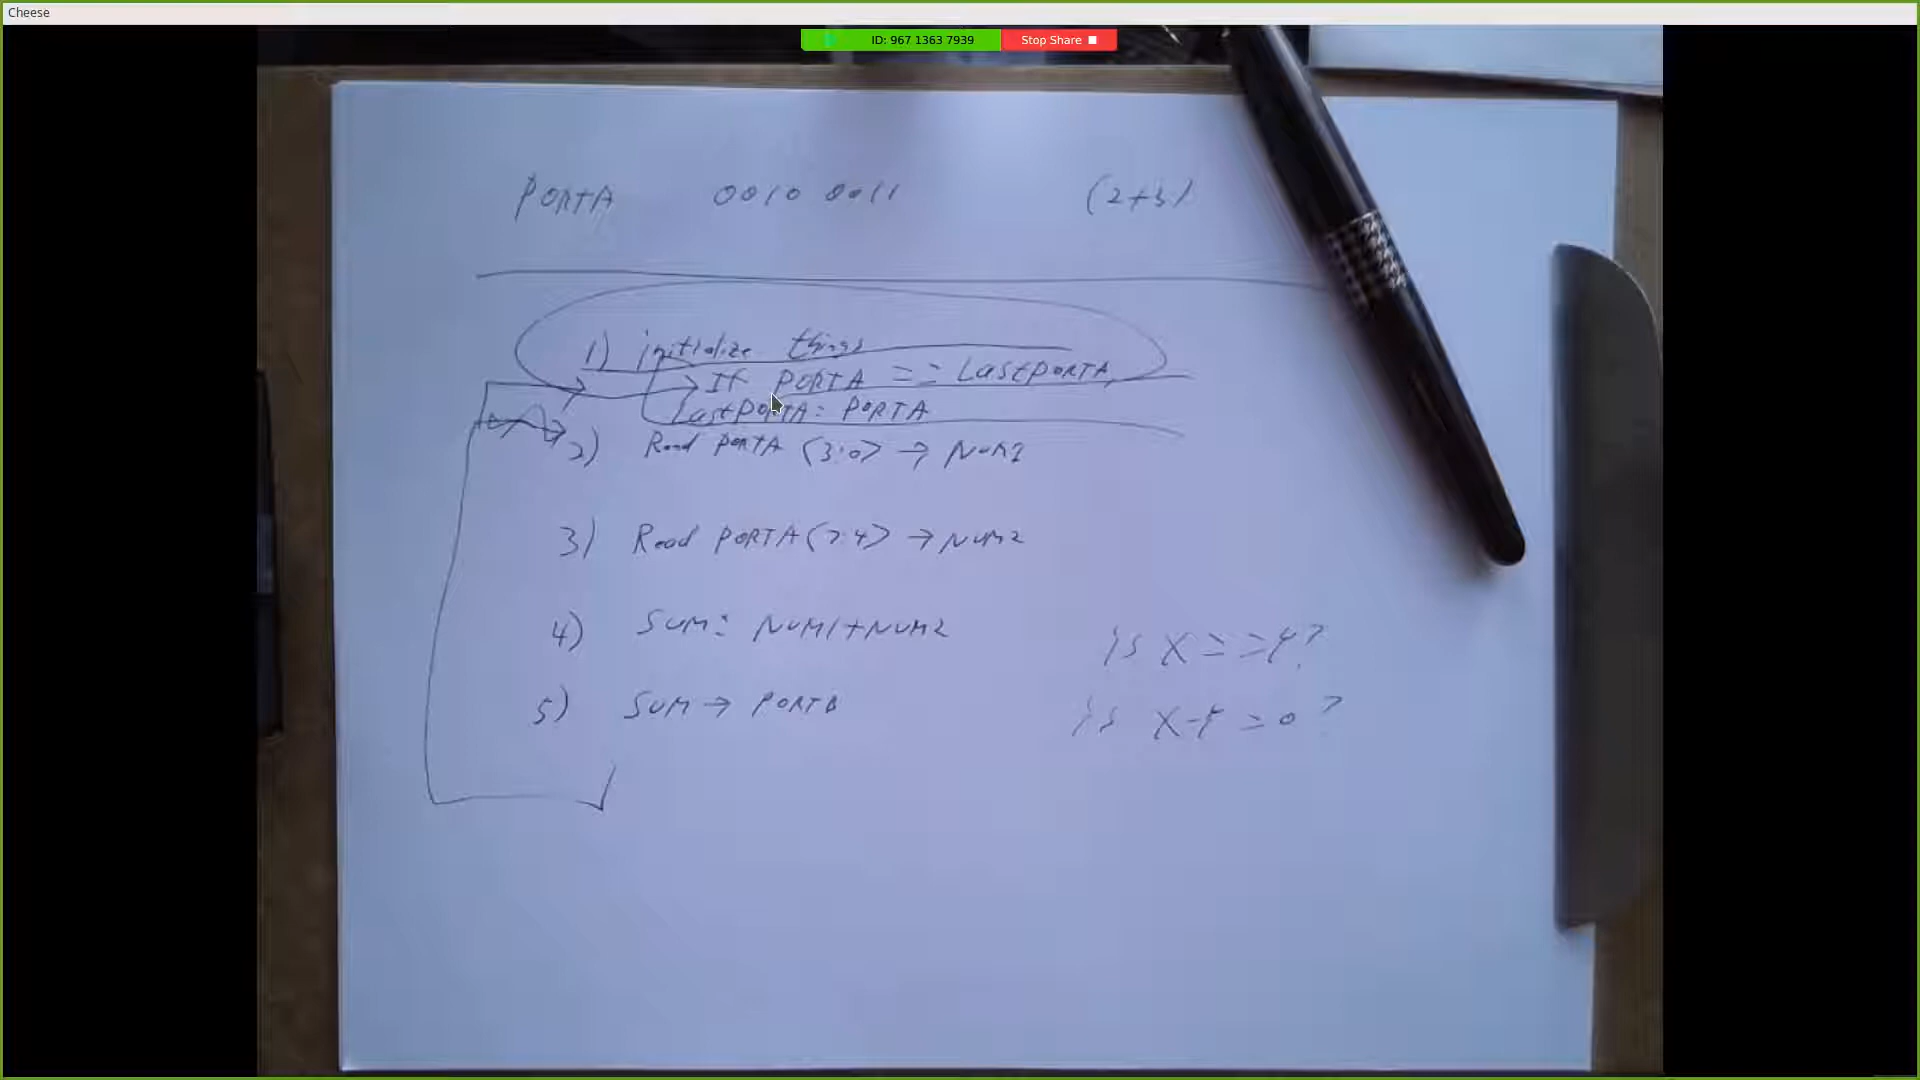 Cheese
ID: 967 1363 7939 Stop Share
PORTA 0010 0011 (2+3)
1) initialize things
If PORTA == LastPORTA
LastPORTA = PORTA
2) Read PORTA (3:0) → NUM1
3) Read PORTA (7:4) → NUM2
4) SUM = NUM1+NUM2
is X == Y?
5) SUM → PORTB
is X-Y = 0?